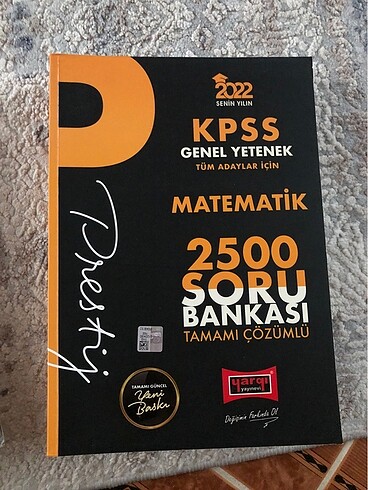 2022
SENİN YILIN
KPSS
GENEL YETENEK
TÜM ADAYLAR İÇİN
MATEMATİK
2500
SORU
BANKASI
TAMAMI ÇÖZÜMLÜ
Prestij
TAMAMI GÜNCEL
Yeni
Baskı
yargı
yayınevi
Değişimin Farkında Ol